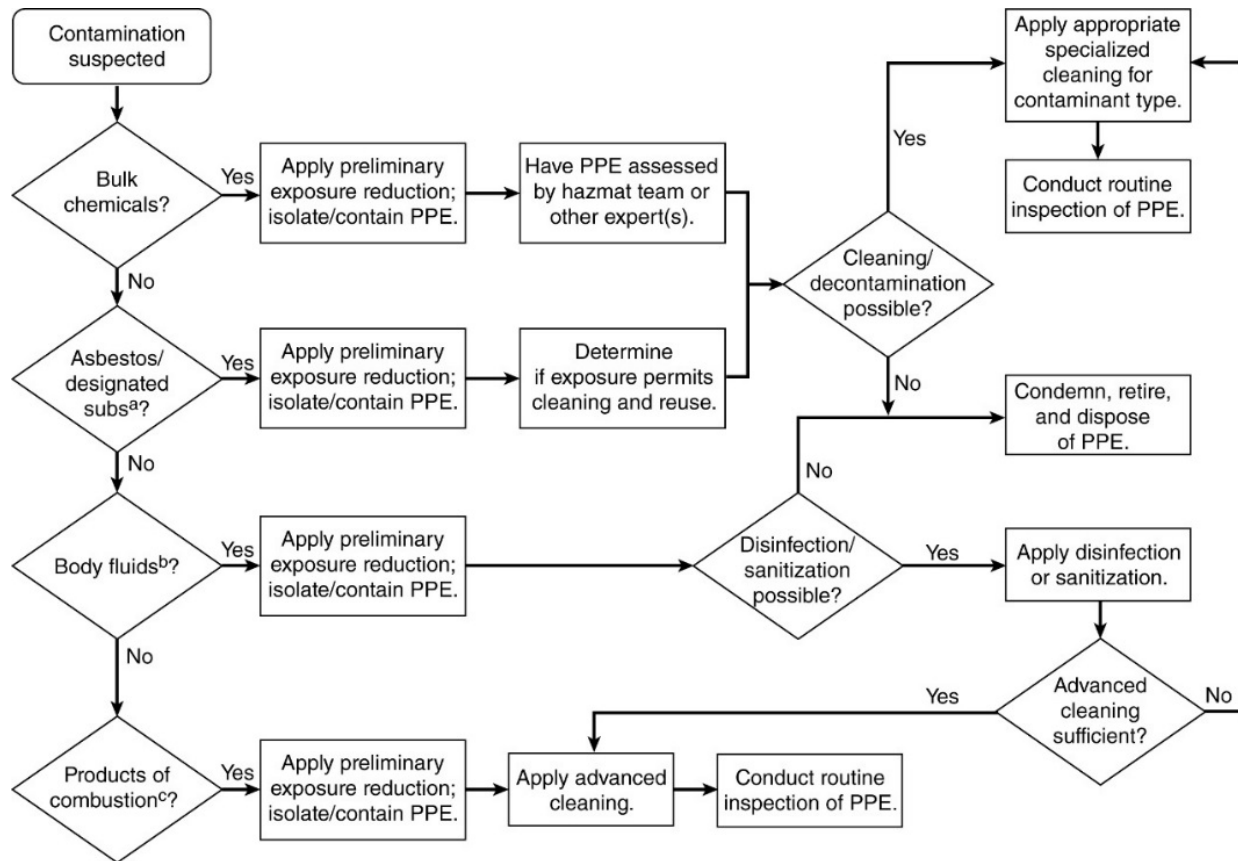 Contamination
suspected
Bulk
chemicals?
Yes
Apply preliminary
exposure reduction;
isolate/contain PPE.
Have PPE assessed
by hazmat team or
other expert(s).
No
Asbestos/
designated
subsᵃ?
Yes
Apply preliminary
exposure reduction;
isolate/contain PPE.
Determine
if exposure permits
cleaning and reuse.
Cleaning/
decontamination
possible?
Yes
Apply appropriate
specialized
cleaning for
contaminant type.
Conduct routine
inspection of PPE.
No
Condemn, retire,
and dispose
of PPE.
No
Body fluidsᵇ?
Yes
Apply preliminary
exposure reduction;
isolate/contain PPE.
Disinfection/
sanitization
possible?
No
Yes
Apply disinfection
or sanitization.
Advanced
cleaning
sufficient?
No
Yes
No
Products of
combustionᶜ?
Yes
Apply preliminary
exposure reduction;
isolate/contain PPE.
Apply advanced
cleaning.
Conduct routine
inspection of PPE.